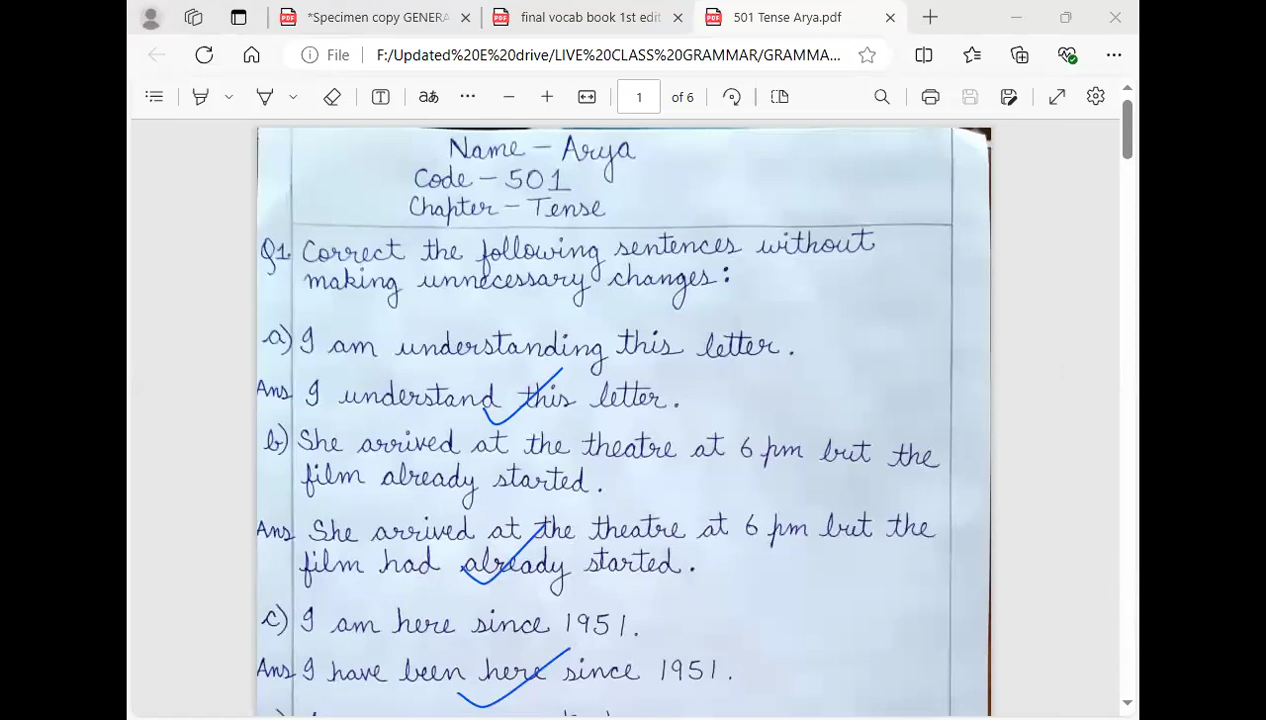 *Specimen copy GENERA
final vocab book 1st edit
501 Tense Arya.pdf
File
F:/Updated%20E%20drive/LIVE%20CLASS%20GRAMMAR/GRAMMA...
1
of 6
Name - Arya
Code - 501
Chapter - Tense
Q1. Correct the following sentences without
making unnecessary changes:
a) I am understanding this letter.
Ans I understand this letter.
b) She arrived at the theatre at 6 pm but the
film already started.
Ans She arrived at the theatre at 6 pm but the
film had already started.
c) I am here since 1951.
Ans I have been here since 1951.